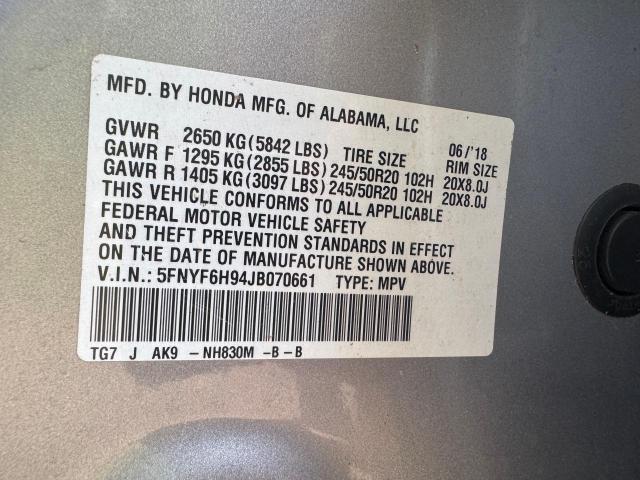 MFD. BY HONDA MFG. OF ALABAMA, LLC
GVWR 2650 KG(5842 LBS) TIRE SIZE 06/'18 RIM SIZE
GAWR F 1295 KG(2855 LBS) 245/50R20 102H 20X8.0J
GAWR R 1405 KG(3097 LBS) 245/50R20 102H 20X8.0J
THIS VEHICLE CONFORMS TO ALL APPLICABLE
FEDERAL MOTOR VEHICLE SAFETY
AND THEFT PREVENTION STANDARDS IN EFFECT
ON THE DATE OF MANUFACTURE SHOWN ABOVE.
V.I.N.: 5FNYF6H94JB070661 TYPE: MPV
TG7 J AK9 -NH830M -B-B